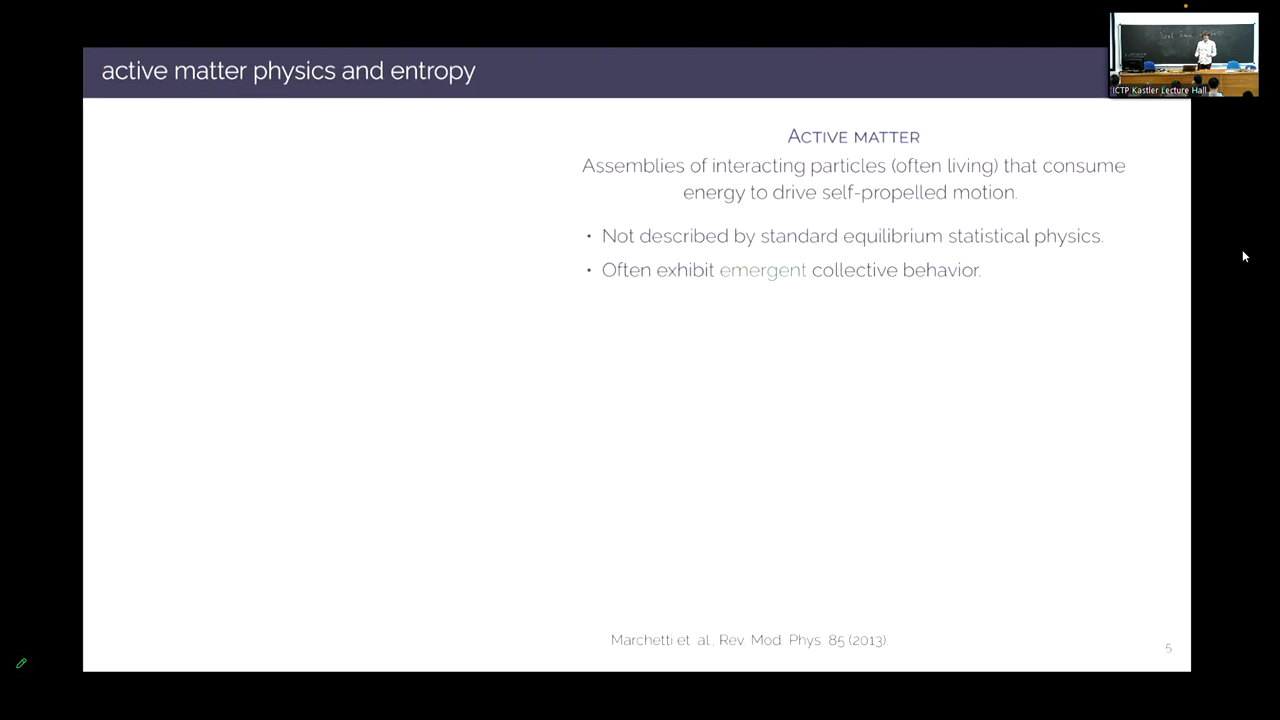 active matter physics and entropy
ICTP Kastler Lecture Hall
ACTIVE MATTER
Assemblies of interacting particles (often living) that consume
energy to drive self-propelled motion.
• Not described by standard equilibrium statistical physics.
• Often exhibit emergent collective behavior.
Marchetti et. al., Rev. Mod. Phys. 85 (2013).
5